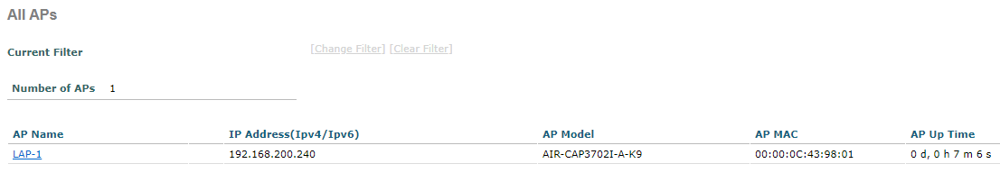 All APs
Current Filter [Change Filter] [Clear Filter]
Number of APs 1
AP Name IP Address(Ipv4/Ipv6) AP Model AP MAC AP Up Time
LAP-1 192.168.200.240 AIR-CAP3702I-A-K9 00:00:0C:43:98:01 0 d, 0 h 7 m 6 s